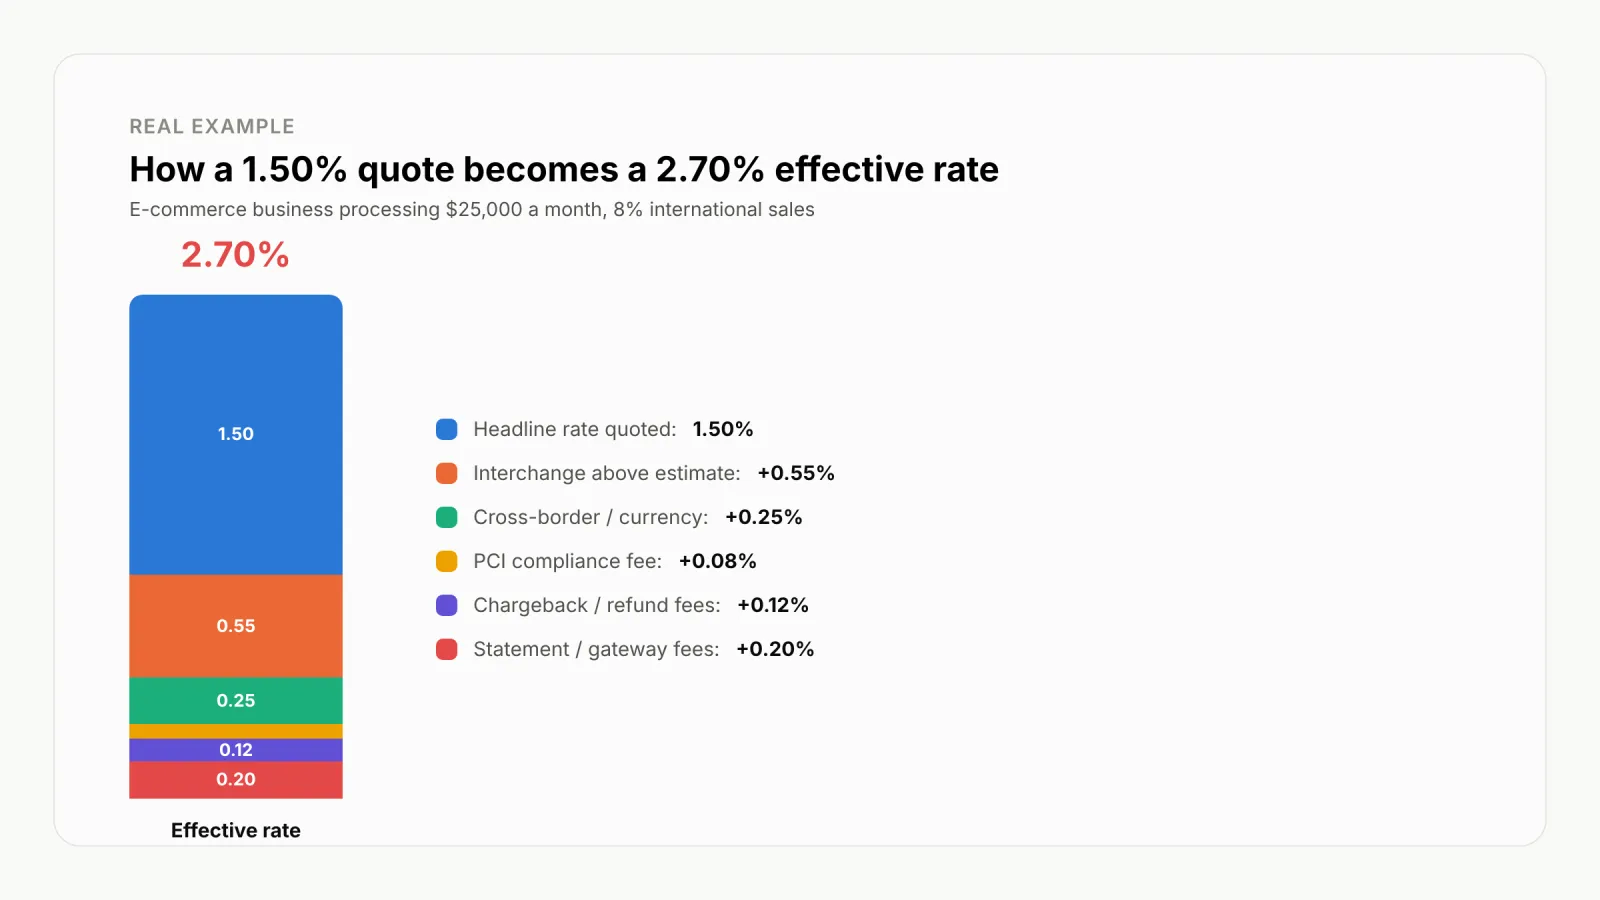 REAL EXAMPLE
How a 1.50% quote becomes a 2.70% effective rate
E-commerce business processing $25,000 a month, 8% international sales
2.70%
1.50
0.55
0.25
0.12
0.20
Effective rate
Headline rate quoted: 1.50%
Interchange above estimate: +0.55%
Cross-border / currency: +0.25%
PCI compliance fee: +0.08%
Chargeback / refund fees: +0.12%
Statement / gateway fees: +0.20%